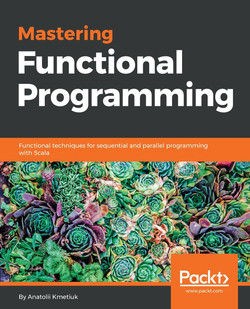 Mastering
Functional
Programming
Functional techniques for sequential and parallel programming
with Scala
Packt>
www.packt.com
By Anatolii Kmetiuk